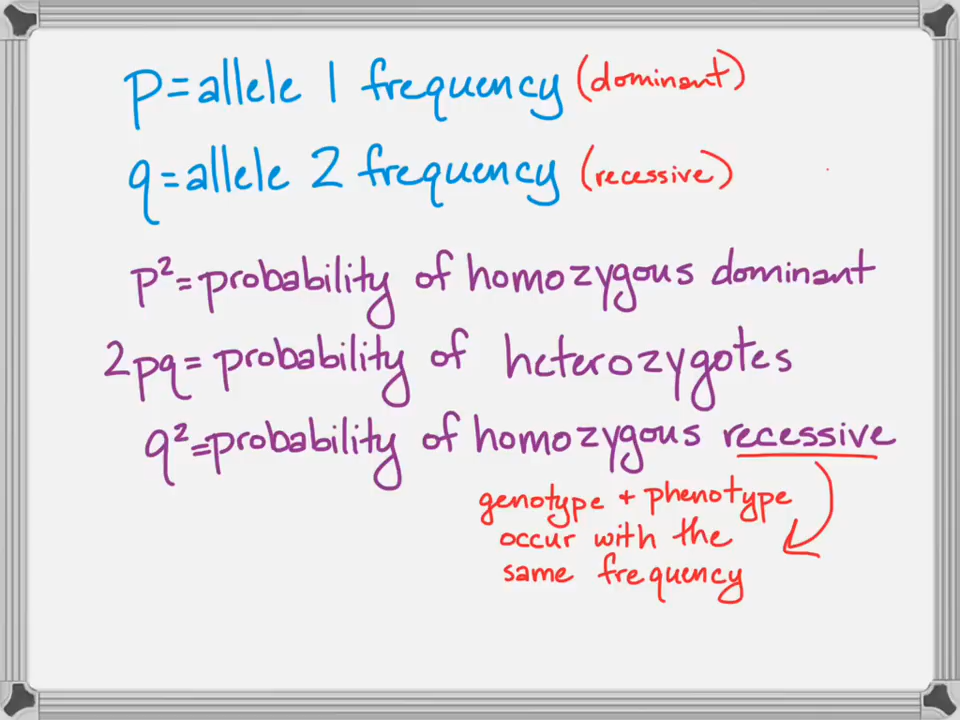 p=allele 1 frequency (dominant)
q=allele 2 frequency (recessive)
p²=probability of homozygous dominant
2pq=probability of heterozygotes
q²=probability of homozygous recessive
genotype + phenotype
occur with the
same frequency